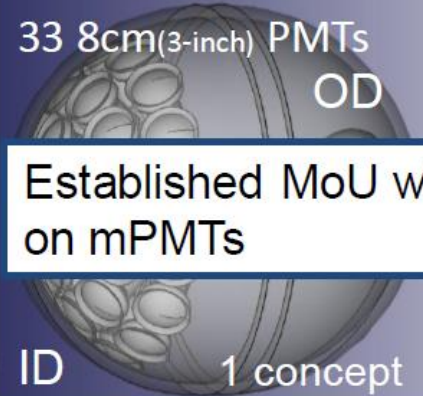 33 8cm(3-inch) PMTs
OD
Established MoU w
on mPMTs
ID
1 concept